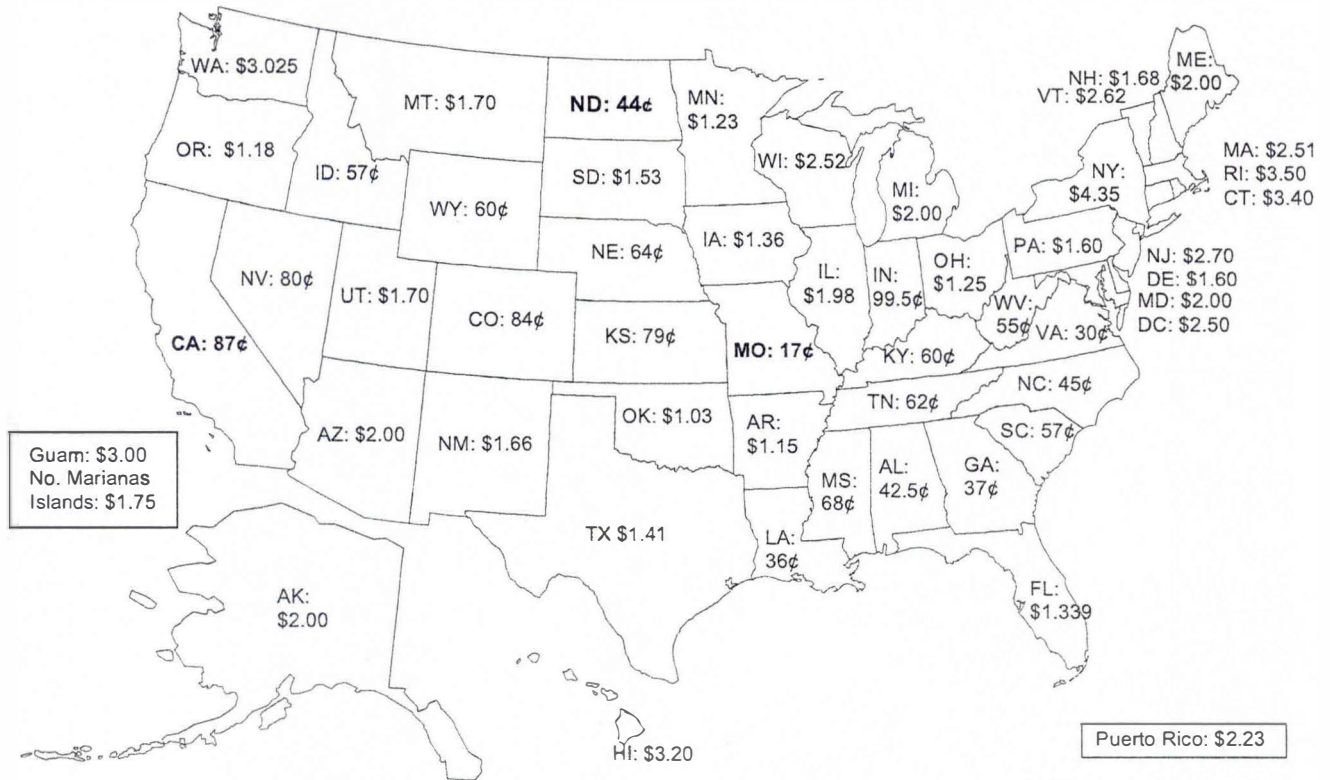 WA: $3.025
MT: $1.70
ND: 44¢
MN:
$1.23
NH: $1.68
VT: $2.62
ME:
$2.00
OR: $1.18
ID: 57¢
WY: 60¢
SD: $1.53
WI: $2.52
MI:
$2.00
NY:
$4.35
MA: $2.51
RI: $3.50
CT: $3.40
NV: 80¢
UT: $1.70
CO: 84¢
NE: 64¢
IA: $1.36
IL:
$1.98
IN:
99.5¢
OH:
$1.25
PA: $1.60
NJ: $2.70
DE: $1.60
MD: $2.00
DC: $2.50
CA: 87¢
KS: 79¢
MO: 17¢
KY: 60¢
WV:
55¢
VA: 30¢
AZ: $2.00
NM: $1.66
OK: $1.03
AR:
$1.15
TN: 62¢
NC: 45¢
SC: 57¢
Guam: $3.00
No. Marianas
Islands: $1.75
TX $1.41
LA:
36¢
MS:
68¢
AL:
42.5¢
GA:
37¢
FL:
$1.339
AK:
$2.00
HI: $3.20
Puerto Rico: $2.23